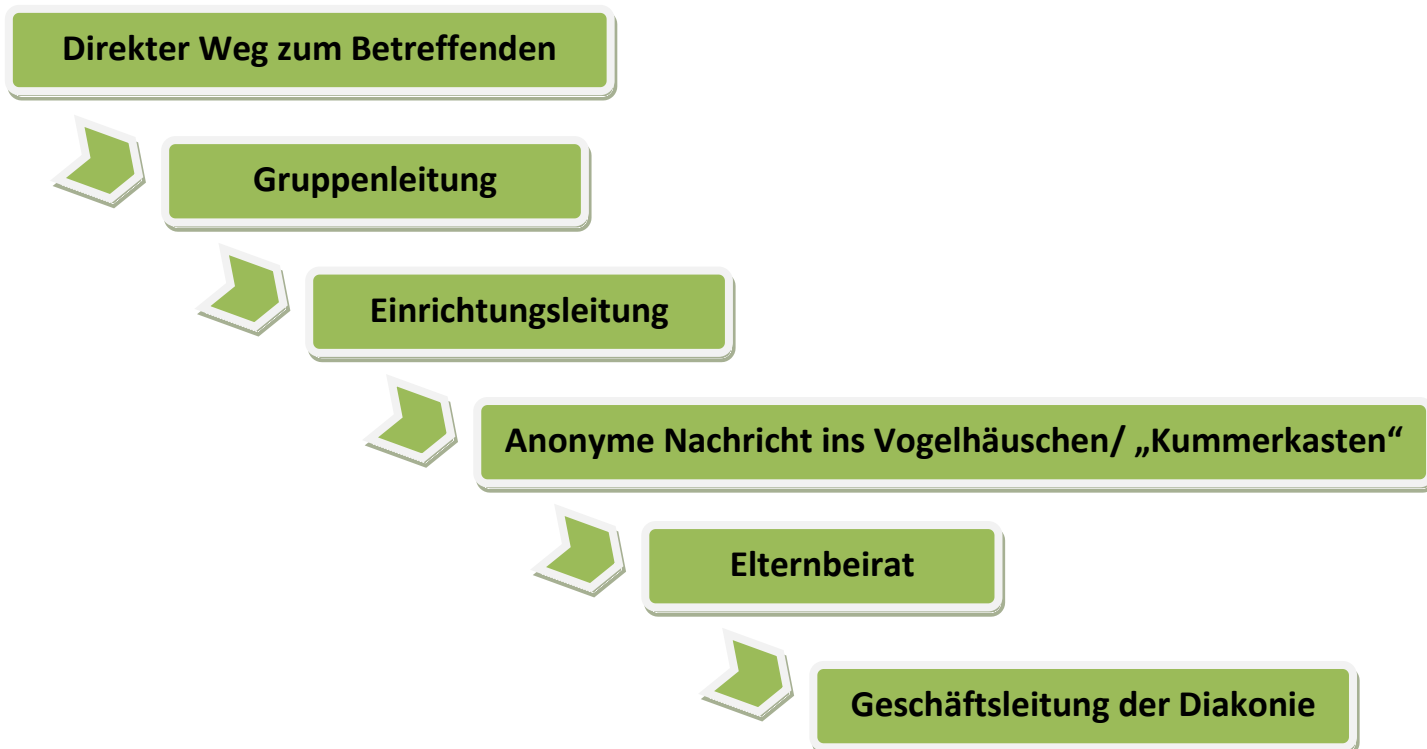 Direkter Weg zum Betreffenden
Gruppenleitung
Einrichtungsleitung
Anonyme Nachricht ins Vogelhäuschen/ „Kummerkasten“
Elternbeirat
Geschäftsleitung der Diakonie